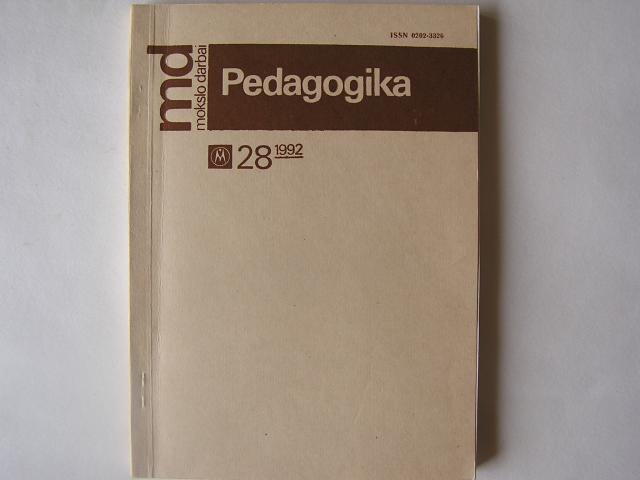 ISSN 0202-3326
md
mokslo darbai
Pedagogika
M 28 1992